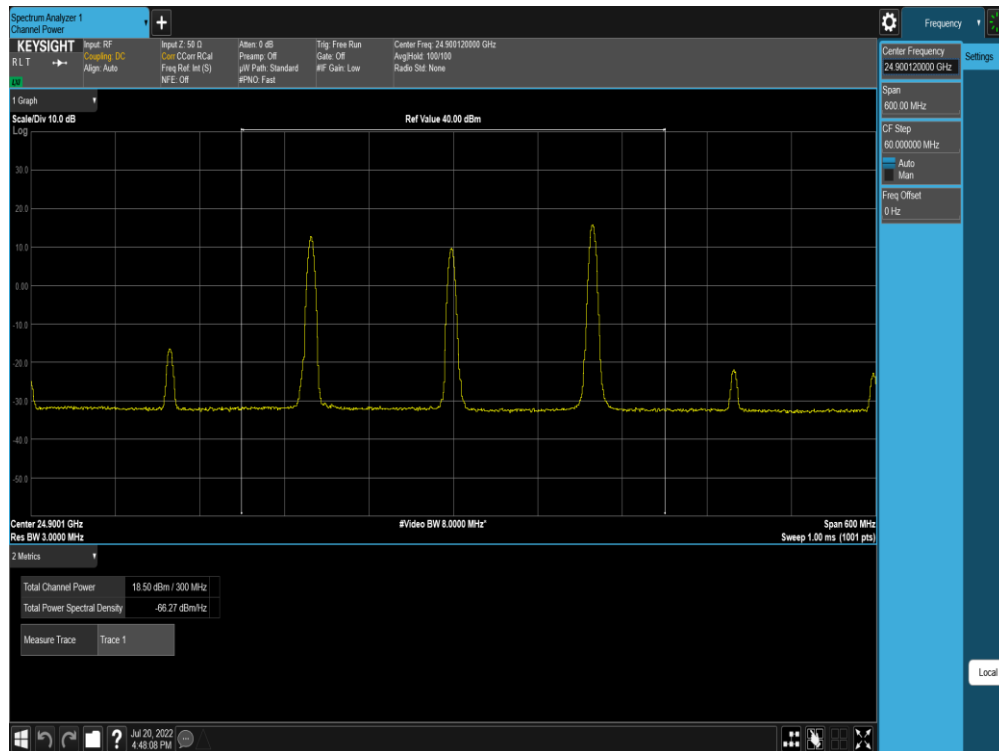 Spectrum Analyzer 1
Channel Power
Frequency
KEYSIGHT
R L T
LXI
Input: RF
Coupling: DC
Align: Auto
Input Z: 50 Ω
Corr CCorr RCal
Freq Ref: Int (S)
NFE: Off
Atten: 0 dB
Preamp: Off
µW Path: Standard
#PNO: Fast
Trig: Free Run
Gate: Off
#IF Gain: Low
Center Freq: 24.900120000 GHz
Avg|Hold: 100/100
Radio Std: None
Center Frequency
24.900120000 GHz
Settings
Span
600.00 MHz
CF Step
60.000000 MHz
Auto
Man
Freq Offset
0 Hz
1 Graph
Scale/Div 10.0 dB
Ref Value 40.00 dBm
Log
30.0
20.0
10.0
0.00
-10.0
-20.0
-30.0
-40.0
-50.0
Center 24.9001 GHz
#Video BW 8.0000 MHz*
Span 600 MHz
Res BW 3.0000 MHz
Sweep 1.00 ms (1001 pts)
2 Metrics
Total Channel Power 18.50 dBm / 300 MHz
Total Power Spectral Density -66.27 dBm/Hz
Measure Trace Trace 1
Local
?
Jul 20, 2022
4:48:08 PM